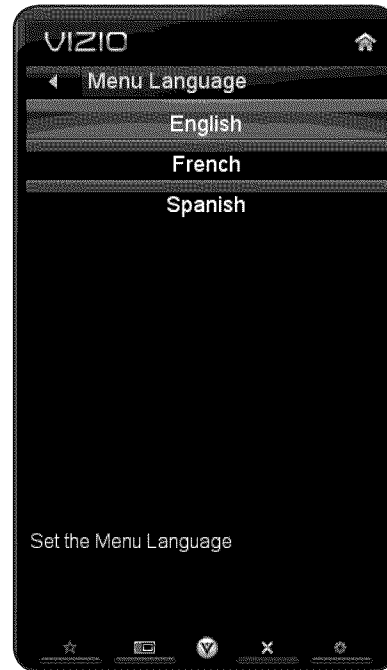 VIZIO
Menu Language
English
French
Spanish
Set the Menu Language